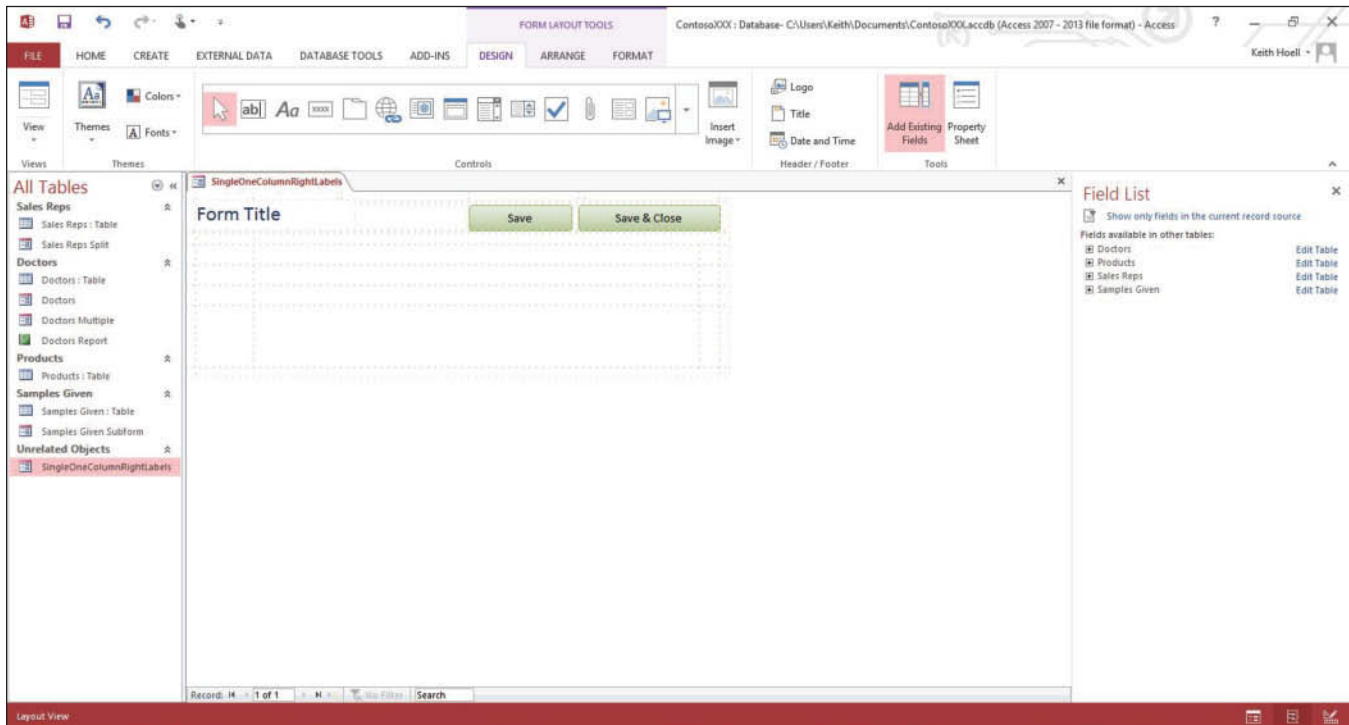 FORM LAYOUT TOOLS
ContosoXXX : Database- C:\Users\Keith\Documents\ContosoXXX.accdb (Access 2007 - 2013 file format) - Access
?
FILE HOME CREATE EXTERNAL DATA DATABASE TOOLS ADD-INS DESIGN ARRANGE FORMAT
Keith Hoell
View
Themes
Colors
Fonts
ab|
Aa
xxxx
Insert Image
Logo
Title
Date and Time
Add Existing Fields
Property Sheet
Views
Themes
Controls
Header / Footer
Tools
All Tables
Sales Reps
Sales Reps : Table
Sales Reps Split
Doctors
Doctors : Table
Doctors
Doctors Multiple
Doctors Report
Products
Products : Table
Samples Given
Samples Given : Table
Samples Given Subform
Unrelated Objects
SingleOneColumnRightLabels
SingleOneColumnRightLabels
Form Title
Save
Save & Close
Field List
Show only fields in the current record source
Fields available in other tables:
Doctors Edit Table
Products Edit Table
Sales Reps Edit Table
Samples Given Edit Table
Record: 1 of 1 No Filter Search
Layout View